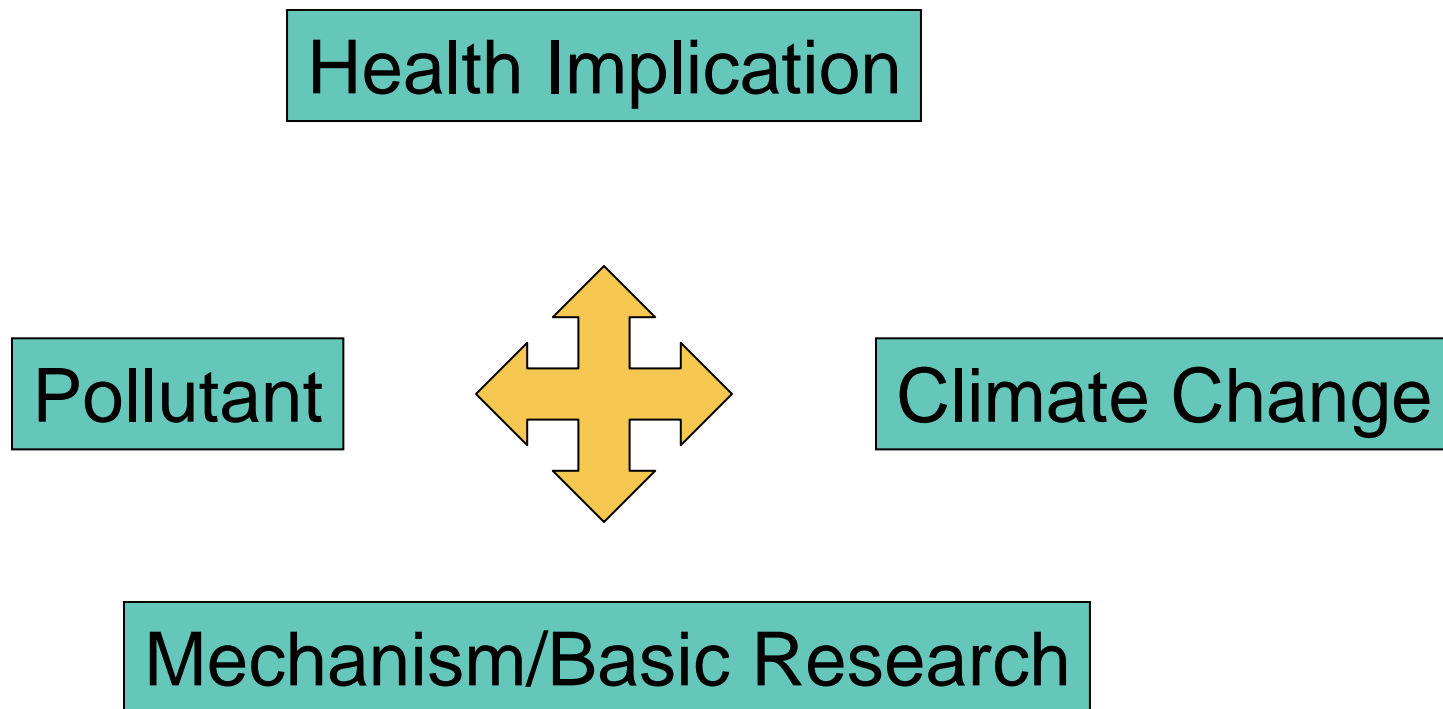 Health Implication
Pollutant
Climate Change
Mechanism/Basic Research